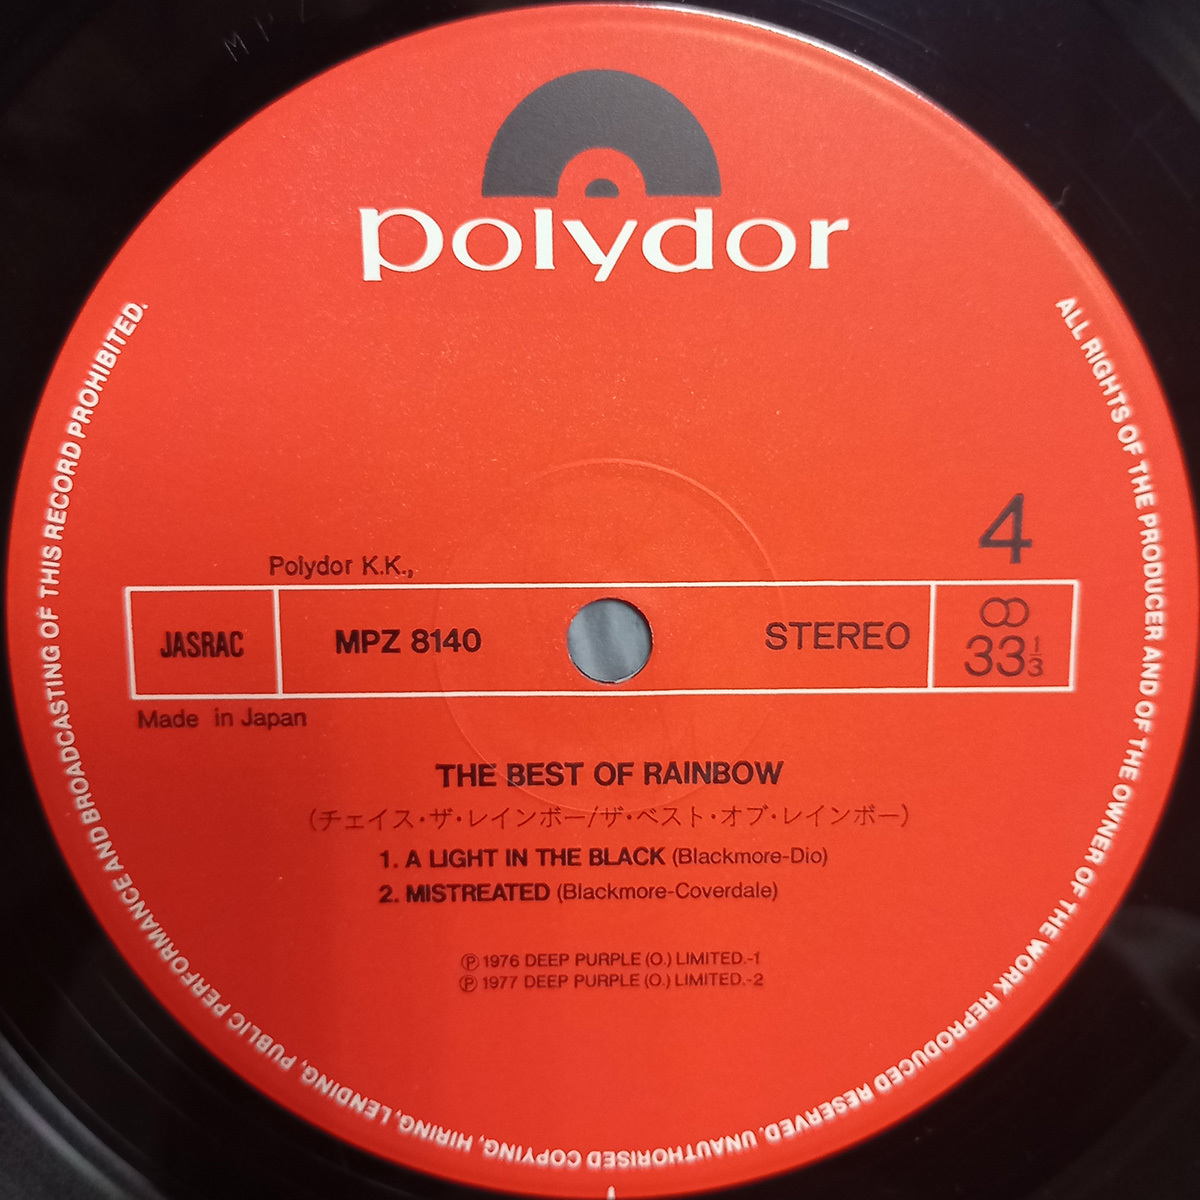 polydor
4
Polydor K.K.,
JASRAC
MPZ 8140
STEREO
33 1/3
Made in Japan
THE BEST OF RAINBOW
(チェイス・ザ・レインボー/ザ・ベスト・オブ・レインボー)
1. A LIGHT IN THE BLACK (Blackmore-Dio)
2. MISTREATED (Blackmore-Coverdale)
Ⓟ 1976 DEEP PURPLE (O.) LIMITED.-1
Ⓟ 1977 DEEP PURPLE (O.) LIMITED.-2
ALL RIGHTS OF THE PRODUCER AND OF THE OWNER OF THE WORK REPRODUCED RESERVED. UNAUTHORISED COPYING, HIRING, LENDING, PUBLIC PERFORMANCE AND BROADCASTING OF THIS RECORD PROHIBITED.